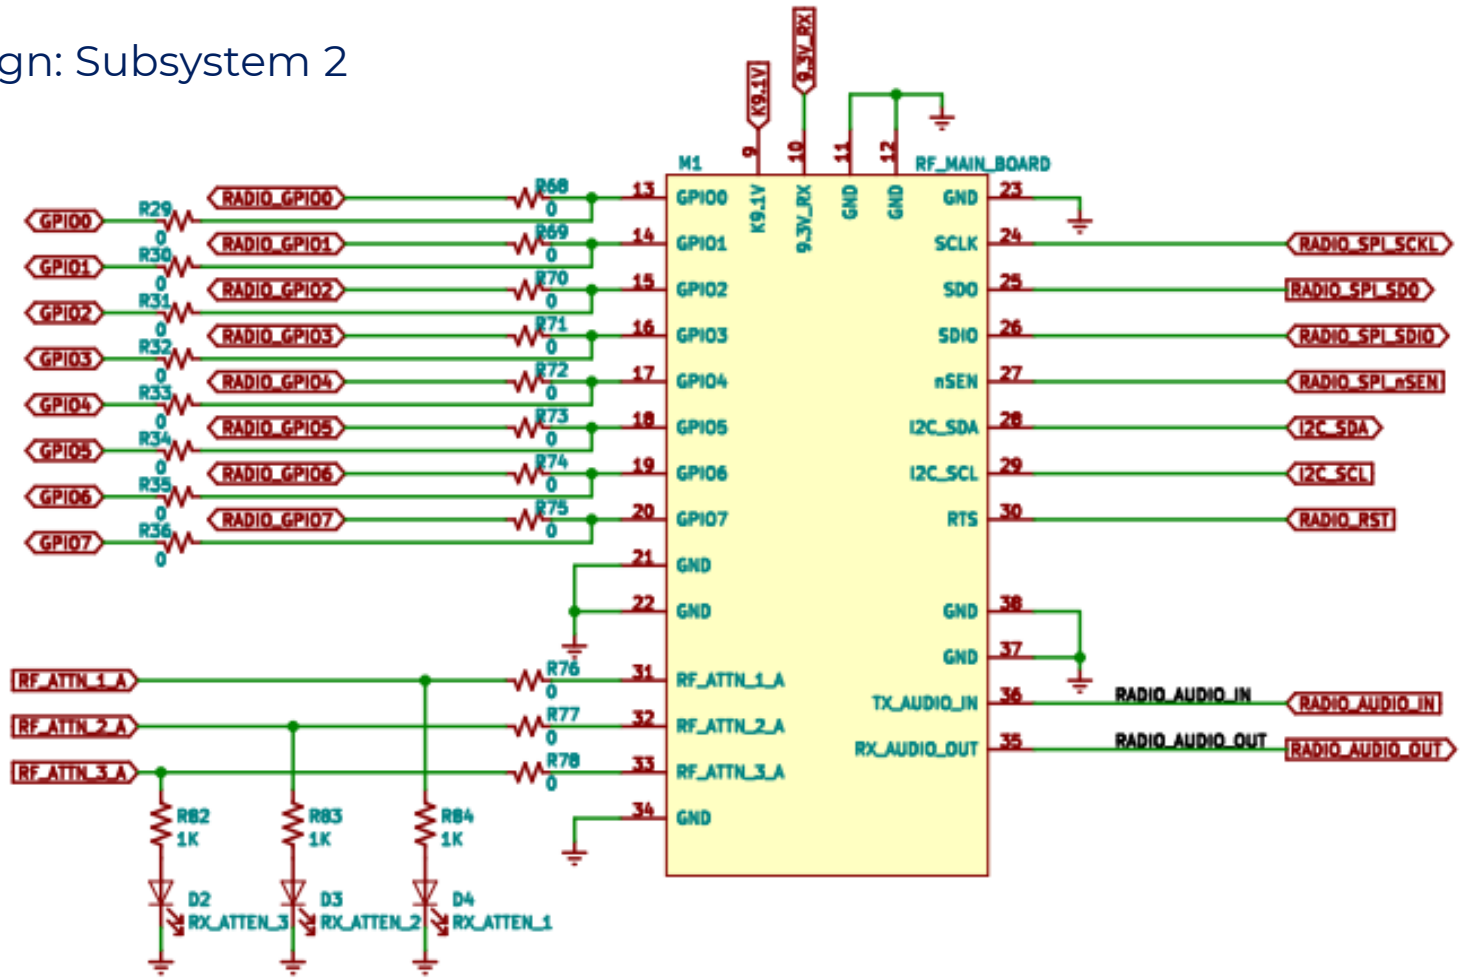 gn: Subsystem 2
9.3V_RX
K9.1V
9
10
11
12
M1
RF_MAIN_BOARD
K9.1V
9.3V_RX
GND
GND
RADIO_GPIO0
R68
0
13
GPIO0
GPIO0
R29
0
RADIO_GPIO1
R69
0
14
GPIO1
GPIO1
R30
0
RADIO_GPIO2
R70
0
15
GPIO2
GPIO2
R31
0
RADIO_GPIO3
R71
0
16
GPIO3
GPIO3
R32
0
RADIO_GPIO4
R72
0
17
GPIO4
GPIO4
R33
0
RADIO_GPIO5
R73
0
18
GPIO5
GPIO5
R34
0
RADIO_GPIO6
R74
0
19
GPIO6
GPIO6
R35
0
RADIO_GPIO7
R75
0
20
GPIO7
GPIO7
R36
0
21
GND
22
GND
RF_ATTN_1_A
R76
0
31
RF_ATTN_1_A
RF_ATTN_2_A
R77
0
32
RF_ATTN_2_A
RF_ATTN_3_A
R78
0
33
RF_ATTN_3_A
34
GND
R82
1K
R83
1K
R84
1K
D2
RX_ATTEN_3
D3
RX_ATTEN_2
D4
RX_ATTEN_1
GND
23
SCLK
24
RADIO_SPI_SCKL
SDO
25
RADIO_SPI_SDO
SDIO
26
RADIO_SPI_SDIO
nSEN
27
RADIO_SPI_nSEN
I2C_SDA
28
I2C_SDA
I2C_SCL
29
I2C_SCL
RTS
30
RADIO_RST
GND
38
GND
37
TX_AUDIO_IN
36
RADIO_AUDIO_IN
RADIO_AUDIO_IN
RX_AUDIO_OUT
35
RADIO_AUDIO_OUT
RADIO_AUDIO_OUT